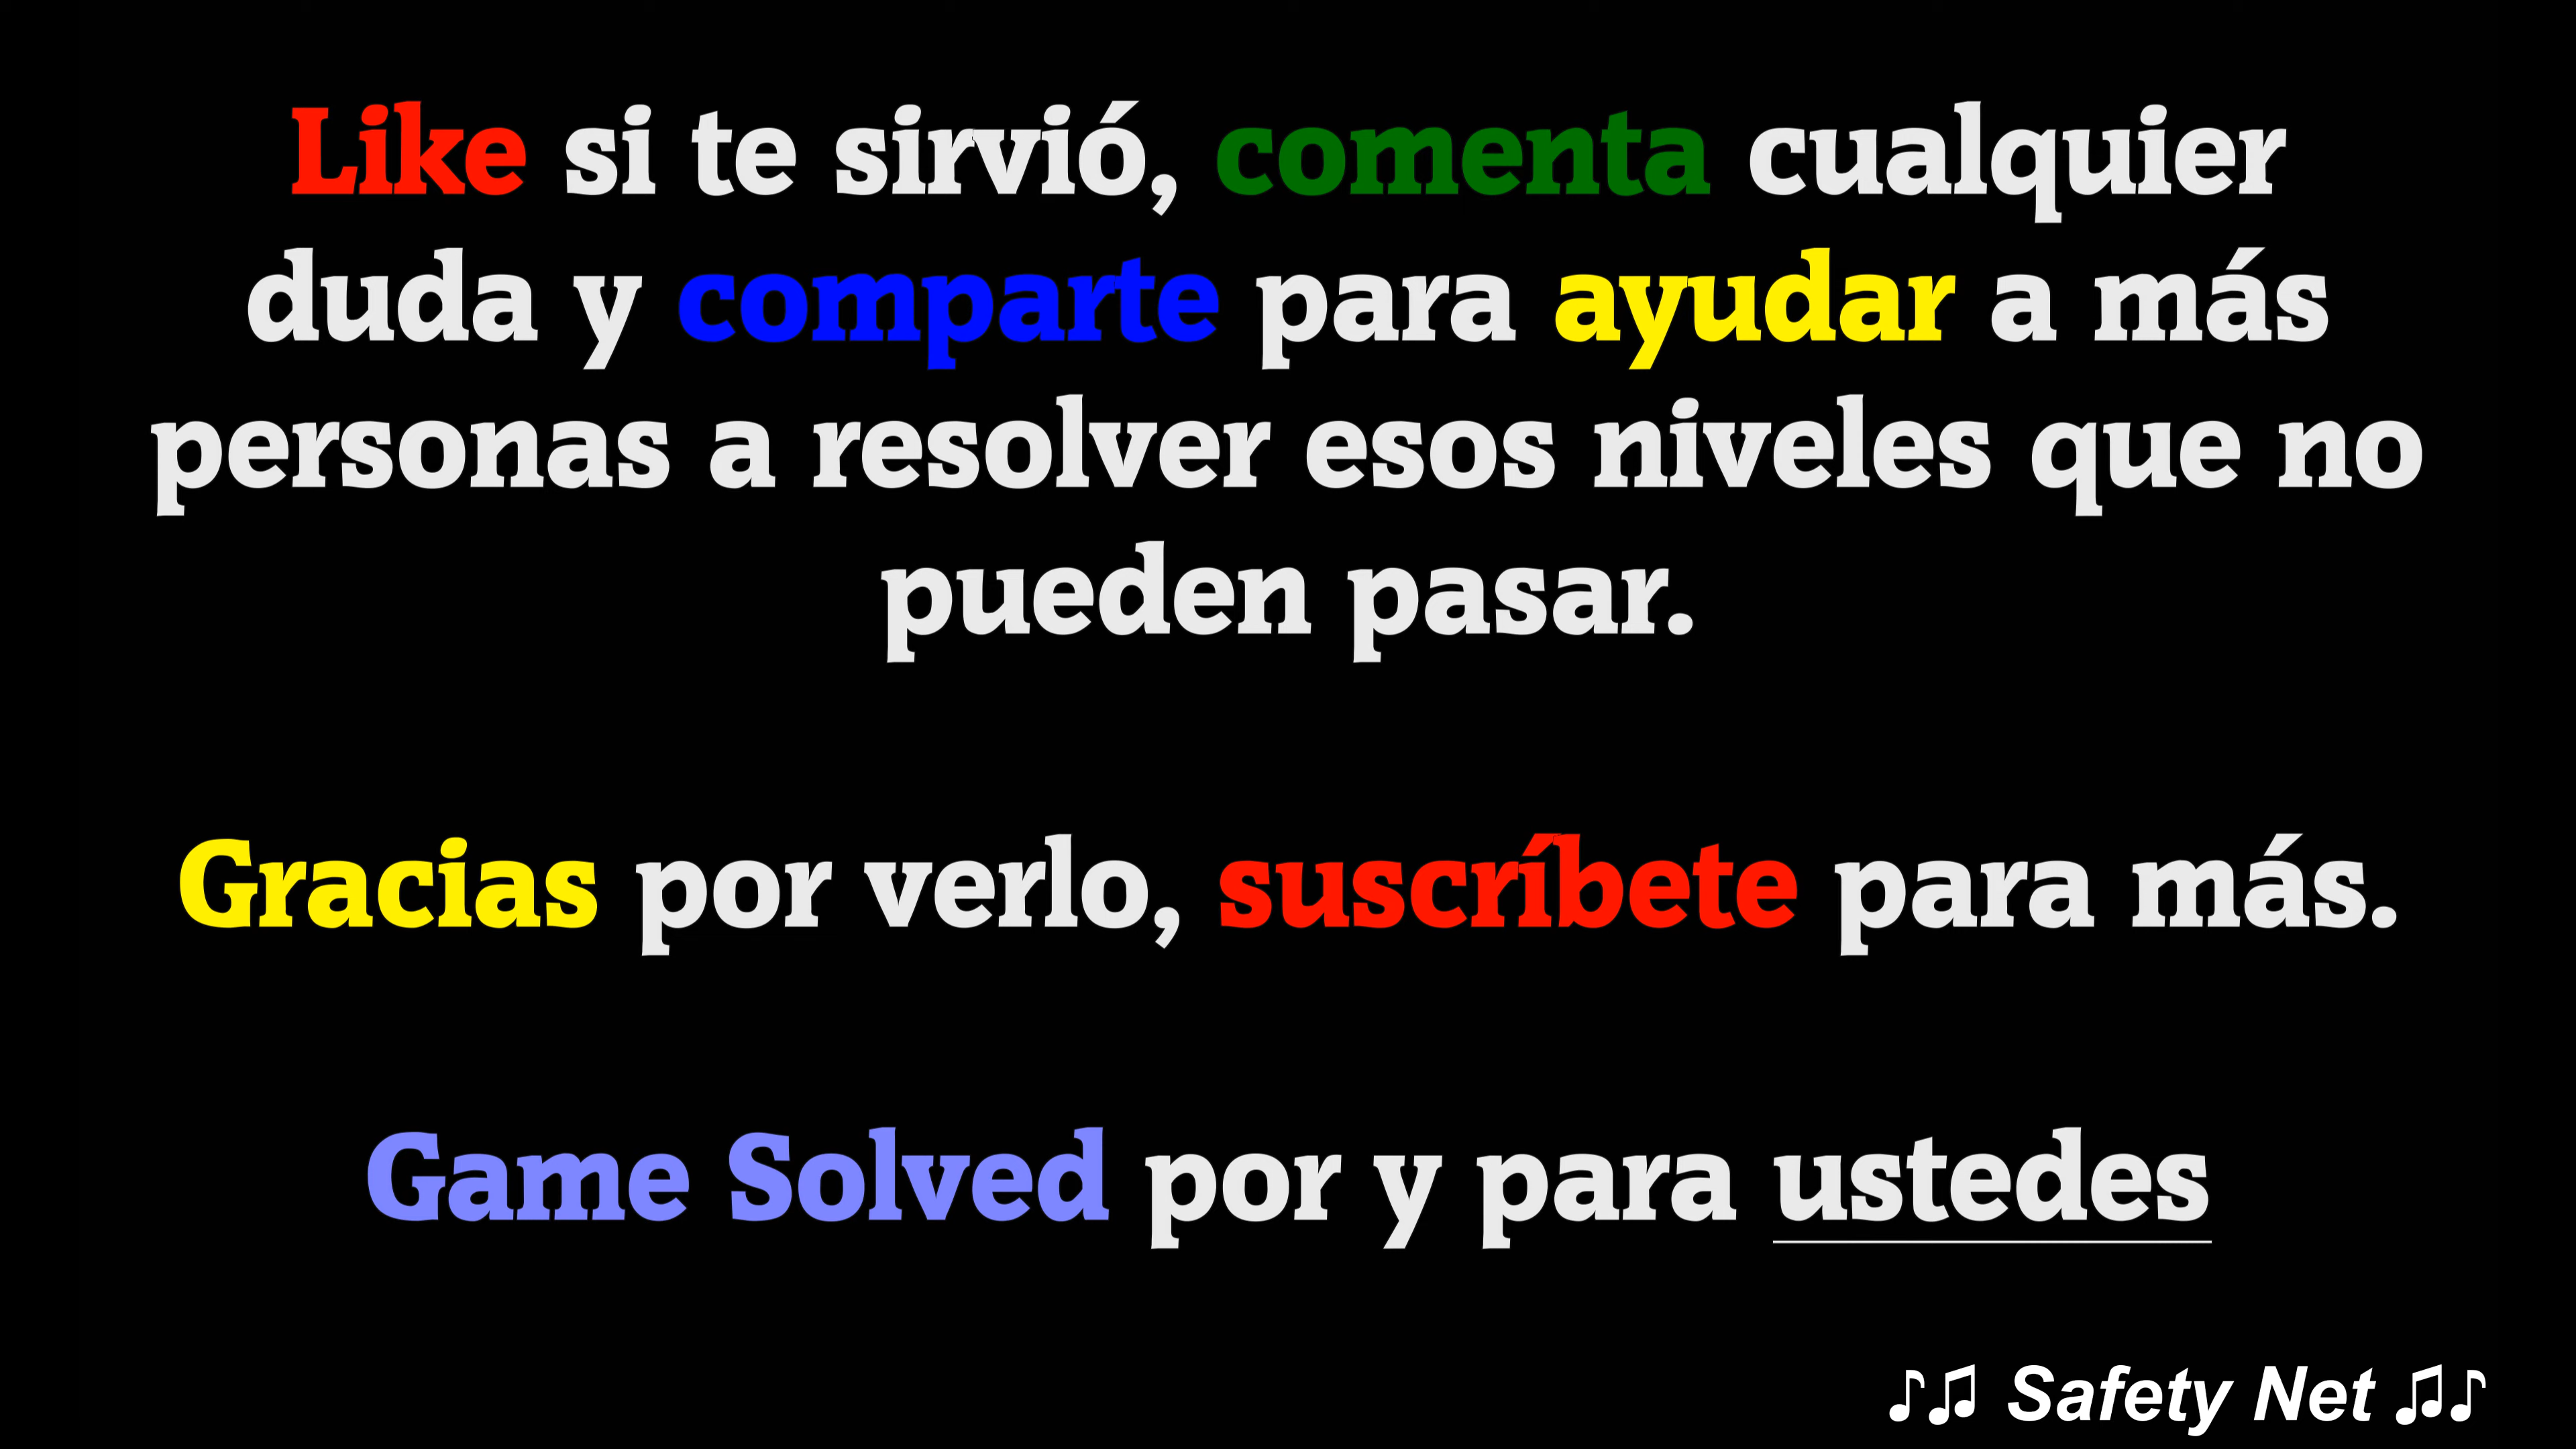 Like si te sirvió, comenta cualquier
duda y comparte para ayudar a más
personas a resolver esos niveles que no
pueden pasar.
Gracias por verlo, suscríbete para más.
Game Solved por y para ustedes
♪♫ Safety Net ♫♪